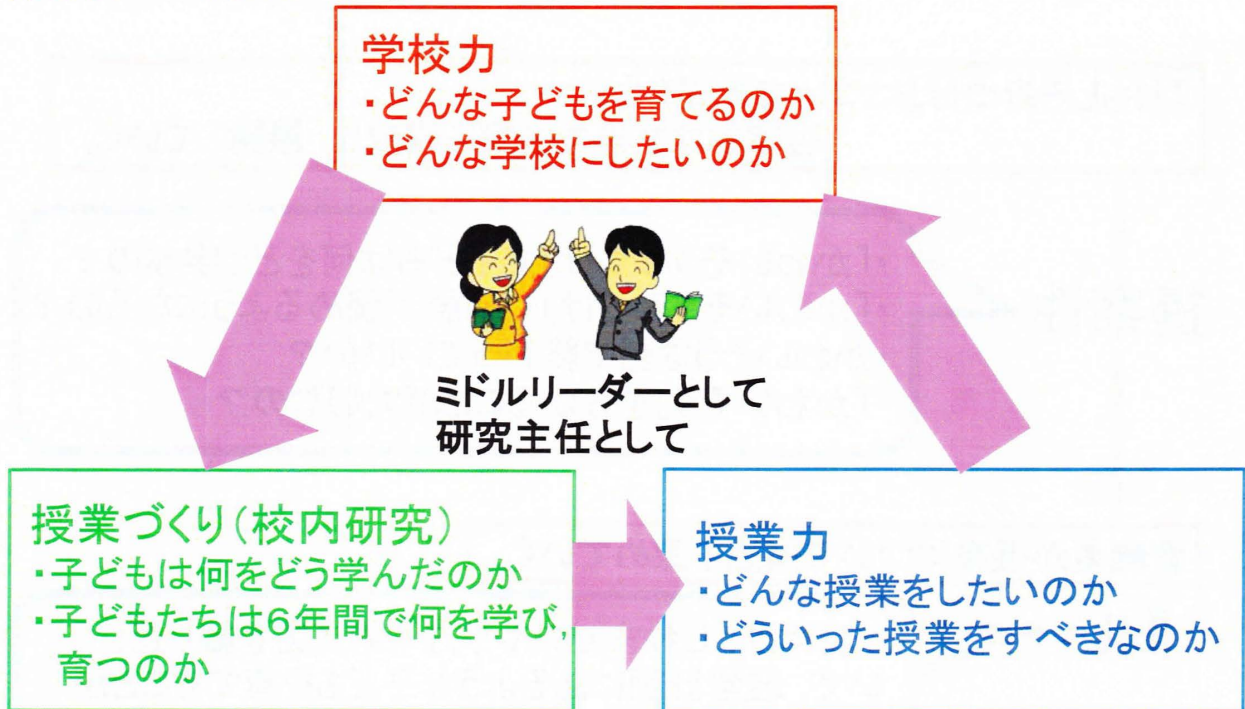 学校力
・どんな子どもを育てるのか
・どんな学校にしたいのか
ミドルリーダーとして
研究主任として
授業づくり(校内研究)
・子どもは何をどう学んだのか
・子どもたちは6年間で何を学び,
育つのか
授業力
・どんな授業をしたいのか
・どういった授業をすべきなのか